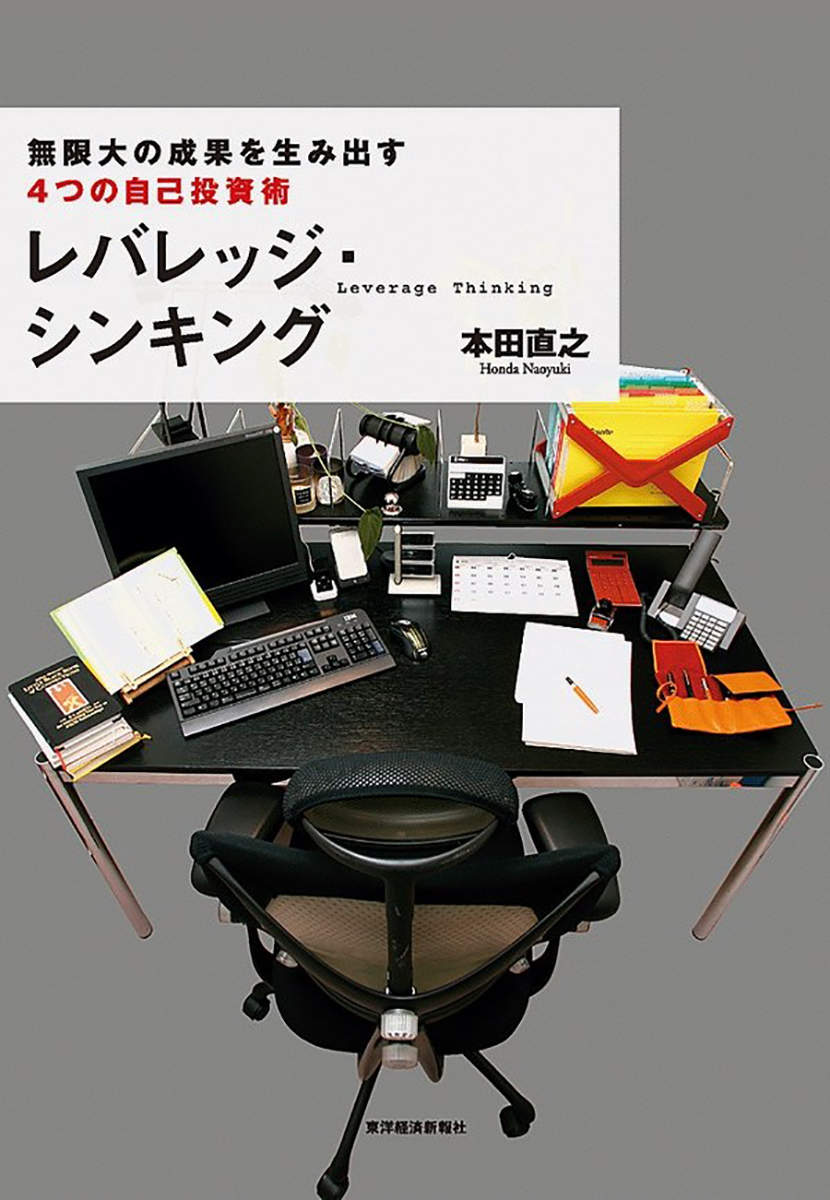 無限大の成果を生み出す
4つの自己投資術
レバレッジ・
シンキング
Leverage Thinking
本田直之
Honda Naoyuki
IBM
東洋経済新報社